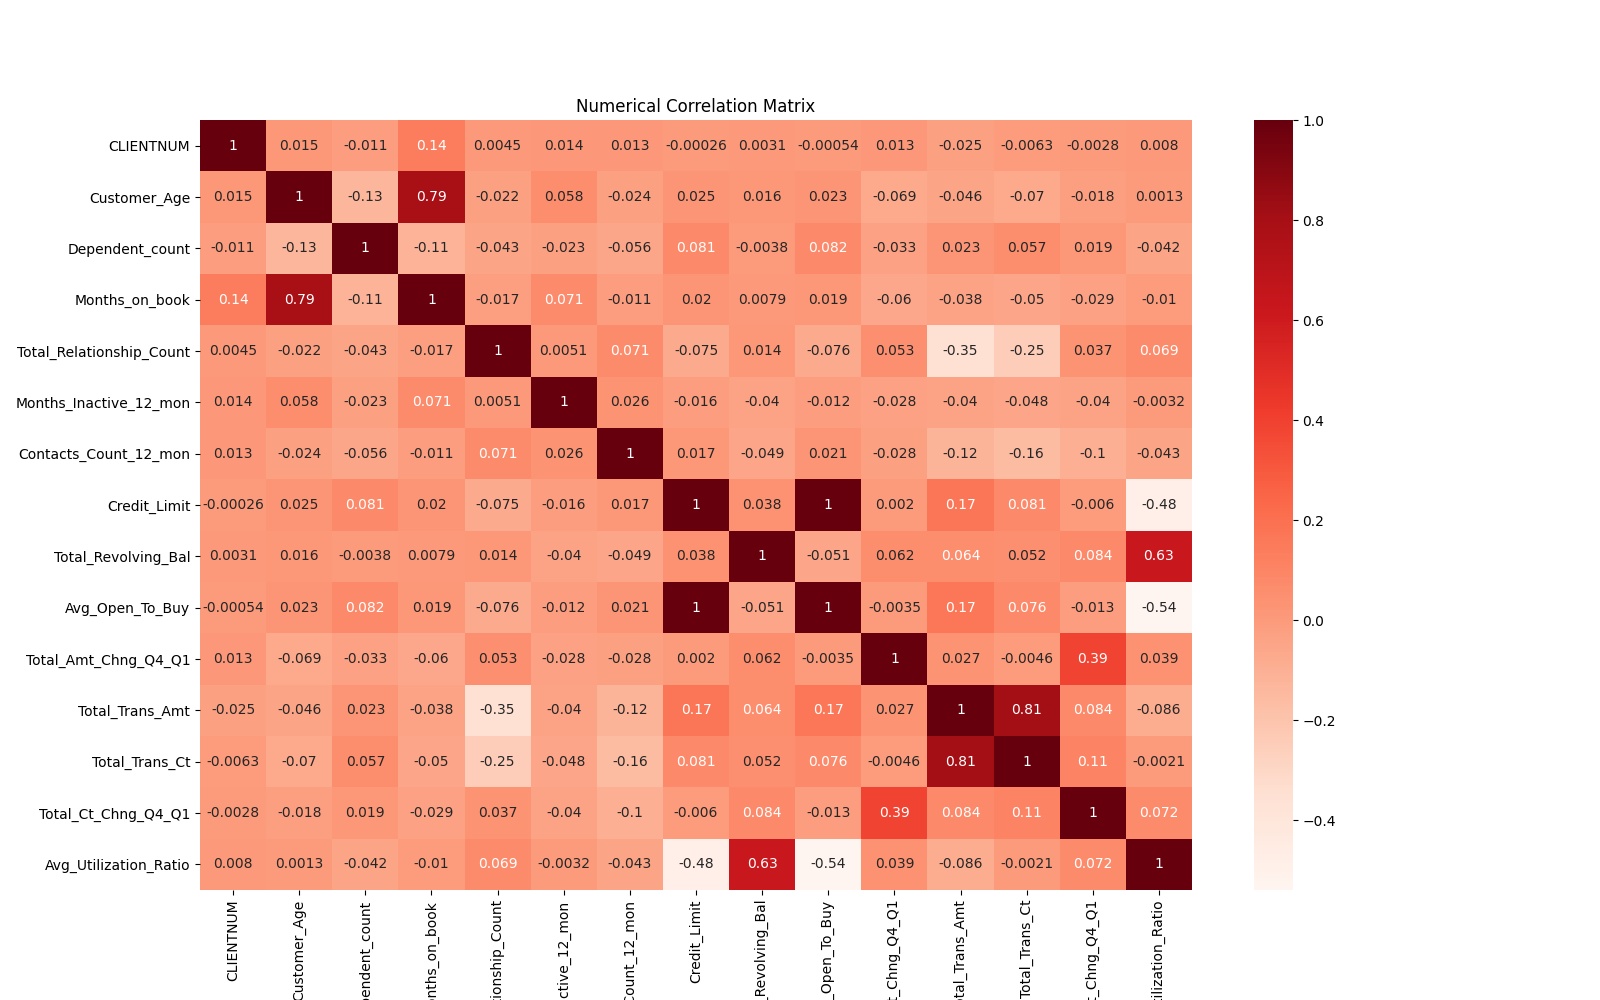 Numerical Correlation Matrix
CLIENTNUM 1 0.015 -0.011 0.14 0.0045 0.014 0.013 -0.00026 0.0031 -0.00054 0.013 -0.025 -0.0063 -0.0028 0.008
Customer_Age 0.015 1 -0.13 0.79 -0.022 0.058 -0.024 0.025 0.016 0.023 -0.069 -0.046 -0.07 -0.018 0.0013
Dependent_count -0.011 -0.13 1 -0.11 -0.043 -0.023 -0.056 0.081 -0.0038 0.082 -0.033 0.023 0.057 0.019 -0.042
Months_on_book 0.14 0.79 -0.11 1 -0.017 0.071 -0.011 0.02 0.0079 0.019 -0.06 -0.038 -0.05 -0.029 -0.01
Total_Relationship_Count 0.0045 -0.022 -0.043 -0.017 1 0.0051 0.071 -0.075 0.014 -0.076 0.053 -0.35 -0.25 0.037 0.069
Months_Inactive_12_mon 0.014 0.058 -0.023 0.071 0.0051 1 0.026 -0.016 -0.04 -0.012 -0.028 -0.04 -0.048 -0.04 -0.0032
Contacts_Count_12_mon 0.013 -0.024 -0.056 -0.011 0.071 0.026 1 0.017 -0.049 0.021 -0.028 -0.12 -0.16 -0.1 -0.043
Credit_Limit -0.00026 0.025 0.081 0.02 -0.075 -0.016 0.017 1 0.038 1 0.002 0.17 0.081 -0.006 -0.48
Total_Revolving_Bal 0.0031 0.016 -0.0038 0.0079 0.014 -0.04 -0.049 0.038 1 -0.051 0.062 0.064 0.052 0.084 0.63
Avg_Open_To_Buy -0.00054 0.023 0.082 0.019 -0.076 -0.012 0.021 1 -0.051 1 -0.0035 0.17 0.076 -0.013 -0.54
Total_Amt_Chng_Q4_Q1 0.013 -0.069 -0.033 -0.06 0.053 -0.028 -0.028 0.002 0.062 -0.0035 1 0.027 -0.0046 0.39 0.039
Total_Trans_Amt -0.025 -0.046 0.023 -0.038 -0.35 -0.04 -0.12 0.17 0.064 0.17 0.027 1 0.81 0.084 -0.086
Total_Trans_Ct -0.0063 -0.07 0.057 -0.05 -0.25 -0.048 -0.16 0.081 0.052 0.076 -0.0046 0.81 1 0.11 -0.0021
Total_Ct_Chng_Q4_Q1 -0.0028 -0.018 0.019 -0.029 0.037 -0.04 -0.1 -0.006 0.084 -0.013 0.39 0.084 0.11 1 0.072
Avg_Utilization_Ratio 0.008 0.0013 -0.042 -0.01 0.069 -0.0032 -0.043 -0.48 0.63 -0.54 0.039 -0.086 -0.0021 0.072 1
CLIENTNUM
Customer_Age
pendent_count
nths_on_book
tionship_Count
ctive_12_mon
Count_12_mon
Credit_Limit
_Revolving_Bal
_Open_To_Buy
t_Chng_Q4_Q1
otal_Trans_Amt
Total_Trans_Ct
t_Chng_Q4_Q1
ilization_Ratio
1.0
0.8
0.6
0.4
0.2
0.0
−0.2
−0.4